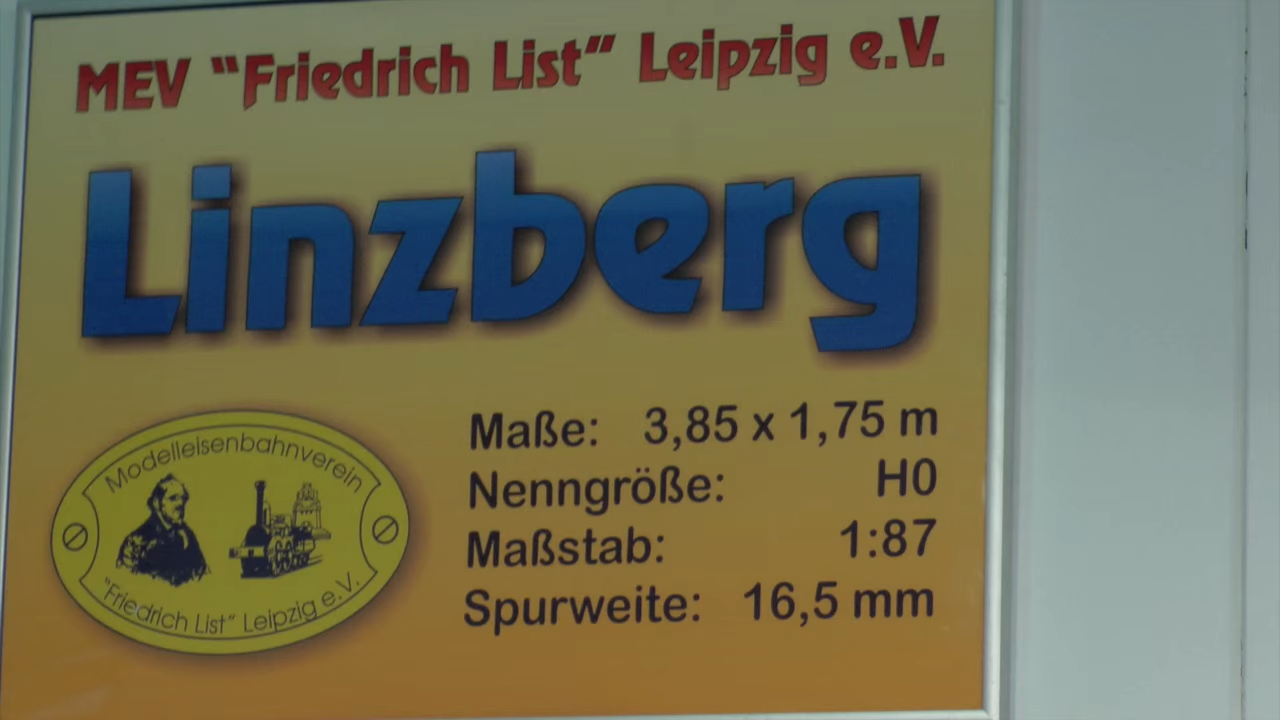 MEV "Friedrich List" Leipzig e.V.
Linzberg
Maße: 3,85 x 1,75 m
Nenngröße: H0
Maßstab: 1:87
Spurweite: 16,5 mm
Modelleisenbahnverein
"Friedrich List" Leipzig e.V.